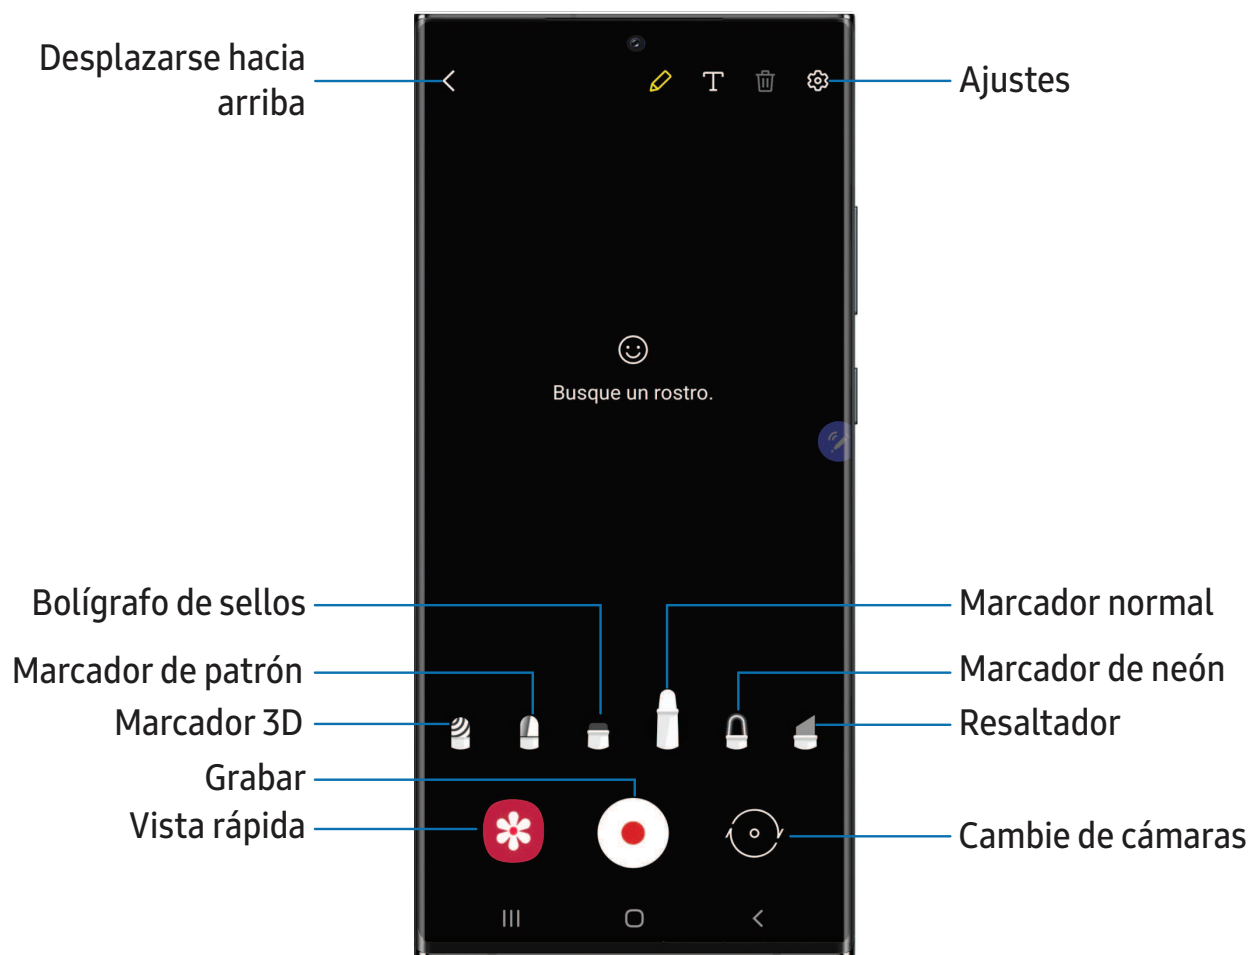 Desplazarse hacia
arriba
Ajustes
Busque un rostro.
Bolígrafo de sellos
Marcador normal
Marcador de patrón
Marcador de neón
Marcador 3D
Resaltador
Grabar
Vista rápida
Cambie de cámaras